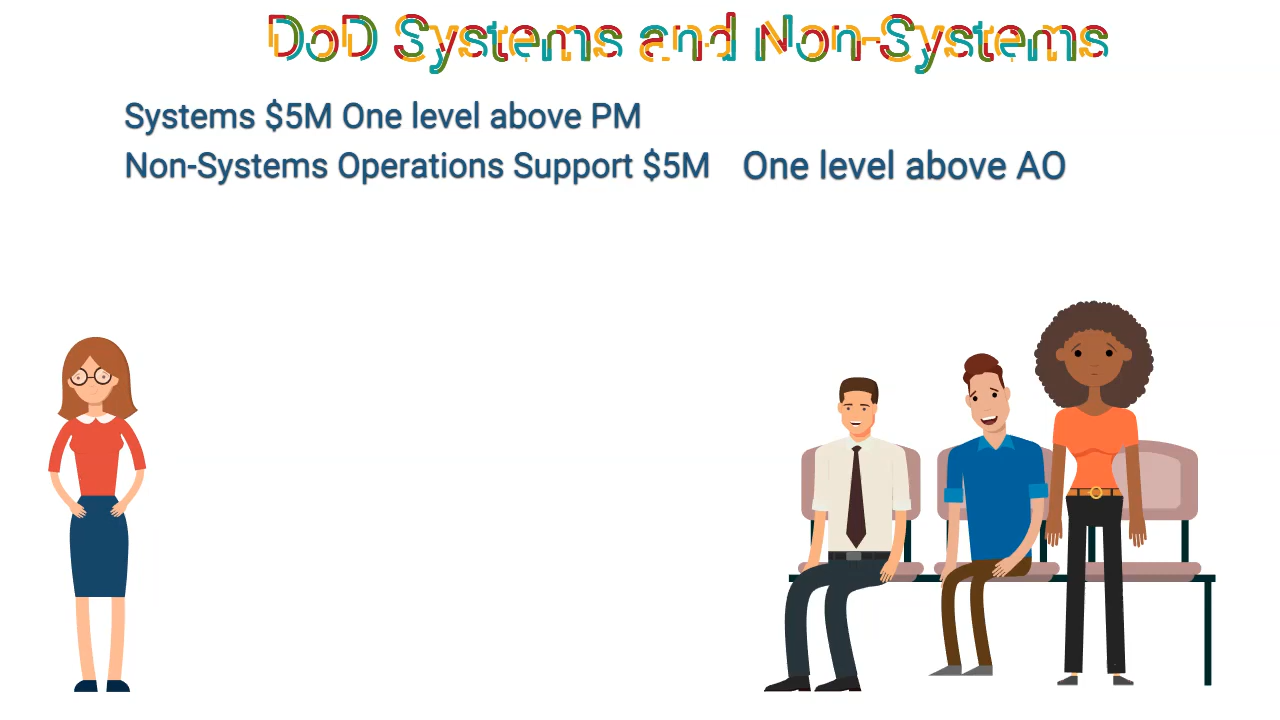 DoD Systems and Non-Systems
Systems $5M One level above PM
Non-Systems Operations Support $5M One level above AO